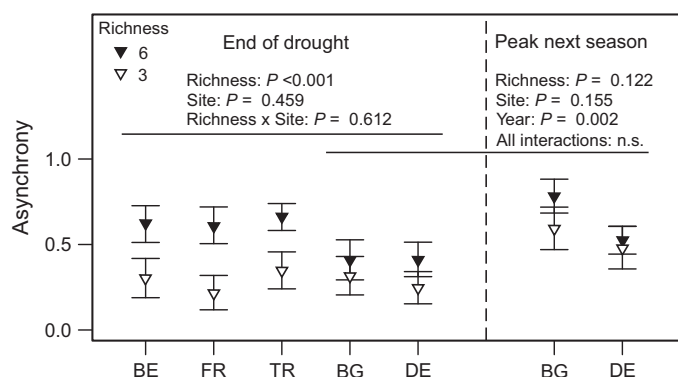 Richness
6
3
End of drought
Richness: P <0.001
Site: P = 0.459
Richness x Site: P = 0.612
Peak next season
Richness: P = 0.122
Site: P = 0.155
Year: P = 0.002
All interactions: n.s.
Asynchrony
1.0
0.5
0.0
BE FR TR BG DE BG DE